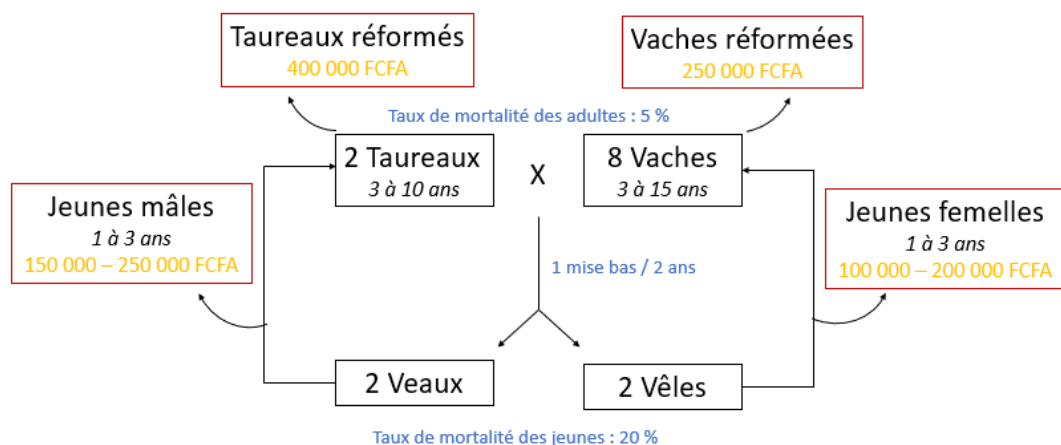 Taureaux réformés
400 000 FCFA
Vaches réformées
250 000 FCFA
Taux de mortalité des adultes : 5 %
2 Taureaux
3 à 10 ans
X
8 Vaches
3 à 15 ans
Jeunes mâles
1 à 3 ans
150 000 – 250 000 FCFA
Jeunes femelles
1 à 3 ans
100 000 – 200 000 FCFA
1 mise bas / 2 ans
2 Veaux
2 Vêles
Taux de mortalité des jeunes : 20 %